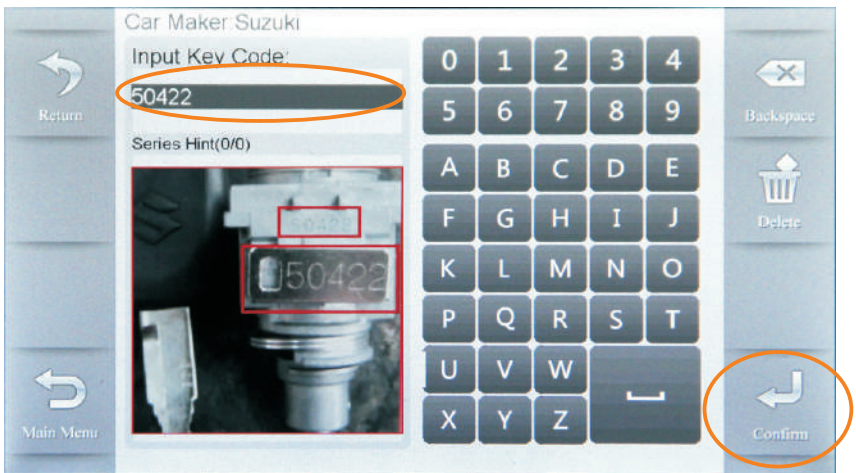 Car Maker:Suzuki
Input Key Code:
50422
Series Hint(0/0)
50422
50422
0 1 2 3 4
5 6 7 8 9
A B C D E
F G H I J
K L M N O
P Q R S T
U V W
X Y Z
Return
Main Menu
Backspace
Delete
Confirm